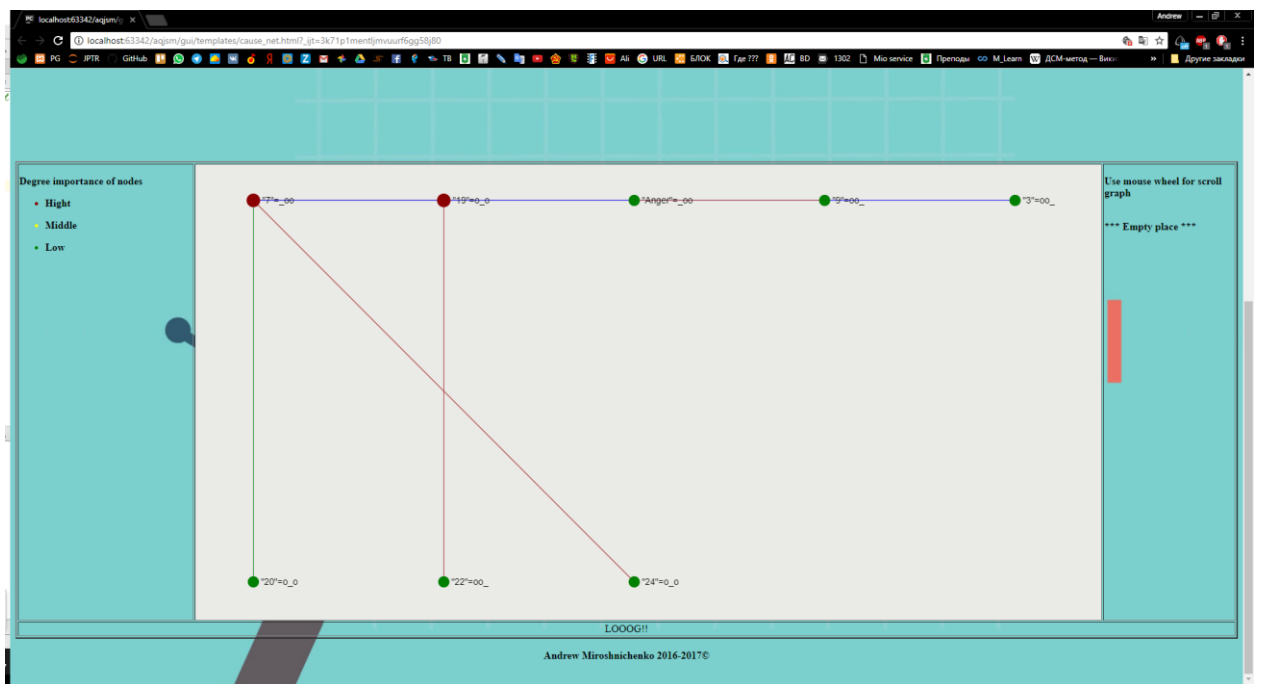 localhost:63342/aqjsm/g
Andrew
localhost:63342/aqjsm/gui/templates/cause_net.html?_ijt=3k71p1mentljmvuurf6gg58j80
PG JPTR GitHub TB Ali URL БЛОК Где ??? BD 1302 Mio service Преподы M_Learn ДСМ-метод — Вики » Другие закладки
Degree importance of nodes
Hight
Middle
Low
"7"=_oo "19"=o_o "Anger"=_oo "9"=oo_ "3"=oo_
"20"=o_o "22"=oo_ "24"=o_o
Use mouse wheel for scroll
graph
*** Empty place ***
LOOOG!!
Andrew Miroshnichenko 2016-2017©